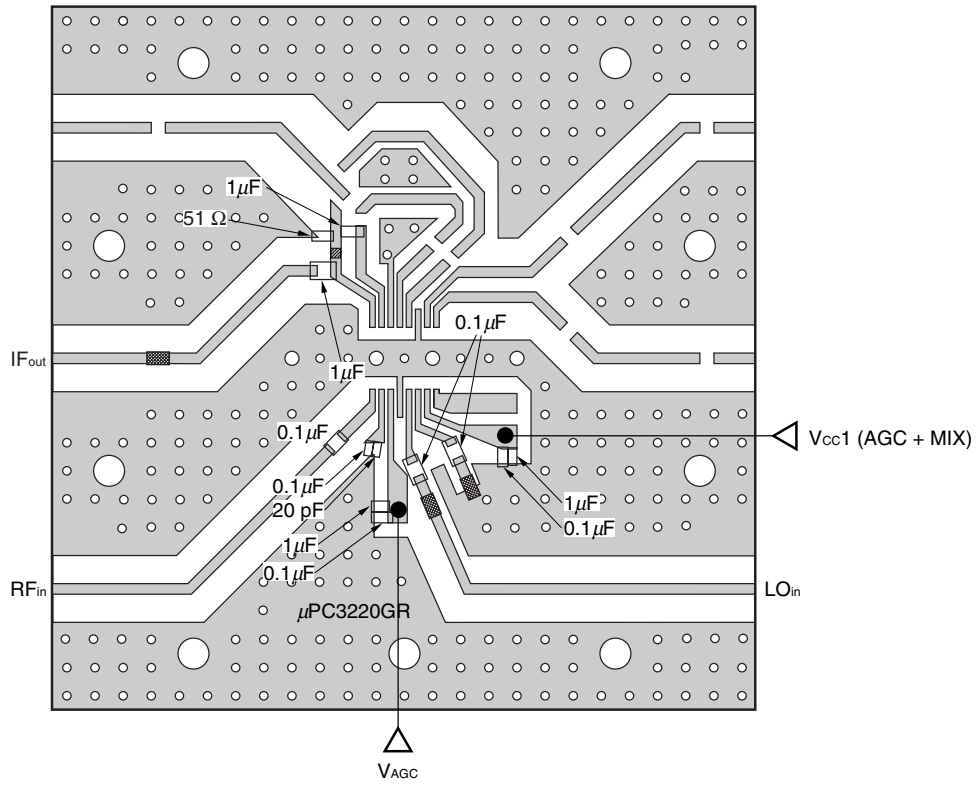 1µF
51 Ω
0.1µF
IFout
1µF
0.1µF
VCC1 (AGC + MIX)
0.1µF
20 pF
1µF
0.1µF
1µF
0.1µF
RFin
LOin
µPC3220GR
VAGC